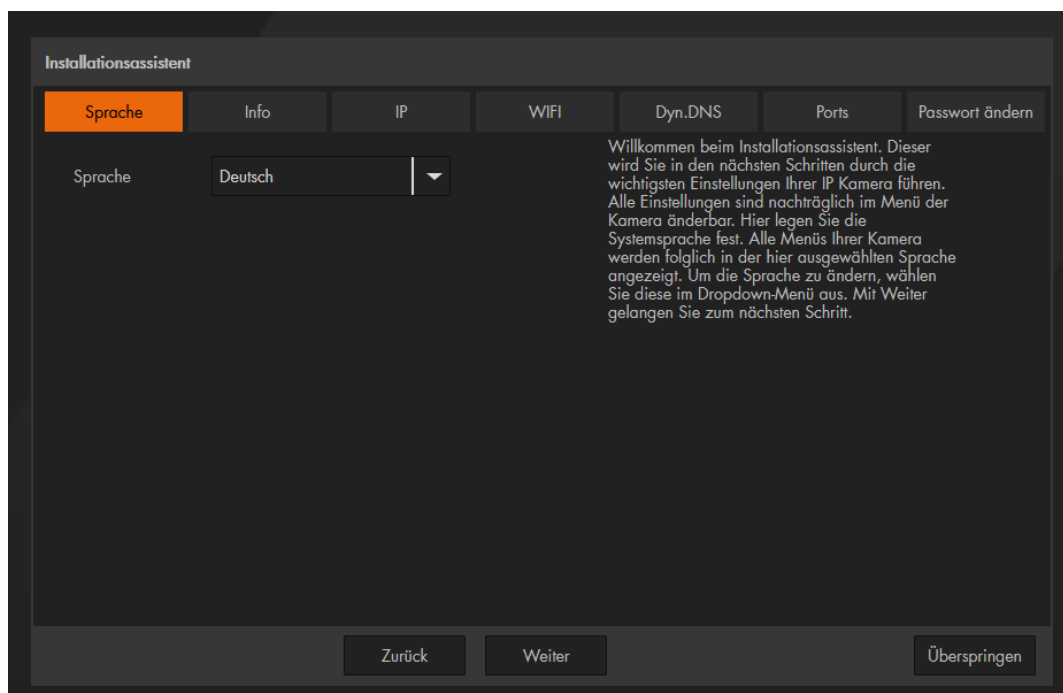 Installationsassistent
Sprache Info IP WIFI Dyn.DNS Ports Passwort ändern
Sprache Deutsch
Willkommen beim Installationsassistent. Dieser
wird Sie in den nächsten Schritten durch die
wichtigsten Einstellungen Ihrer IP Kamera führen.
Alle Einstellungen sind nachträglich im Menü der
Kamera änderbar. Hier legen Sie die
Systemsprache fest. Alle Menüs Ihrer Kamera
werden folglich in der hier ausgewählten Sprache
angezeigt. Um die Sprache zu ändern, wählen
Sie diese im Dropdown-Menü aus. Mit Weiter
gelangen Sie zum nächsten Schritt.
Zurück Weiter Überspringen